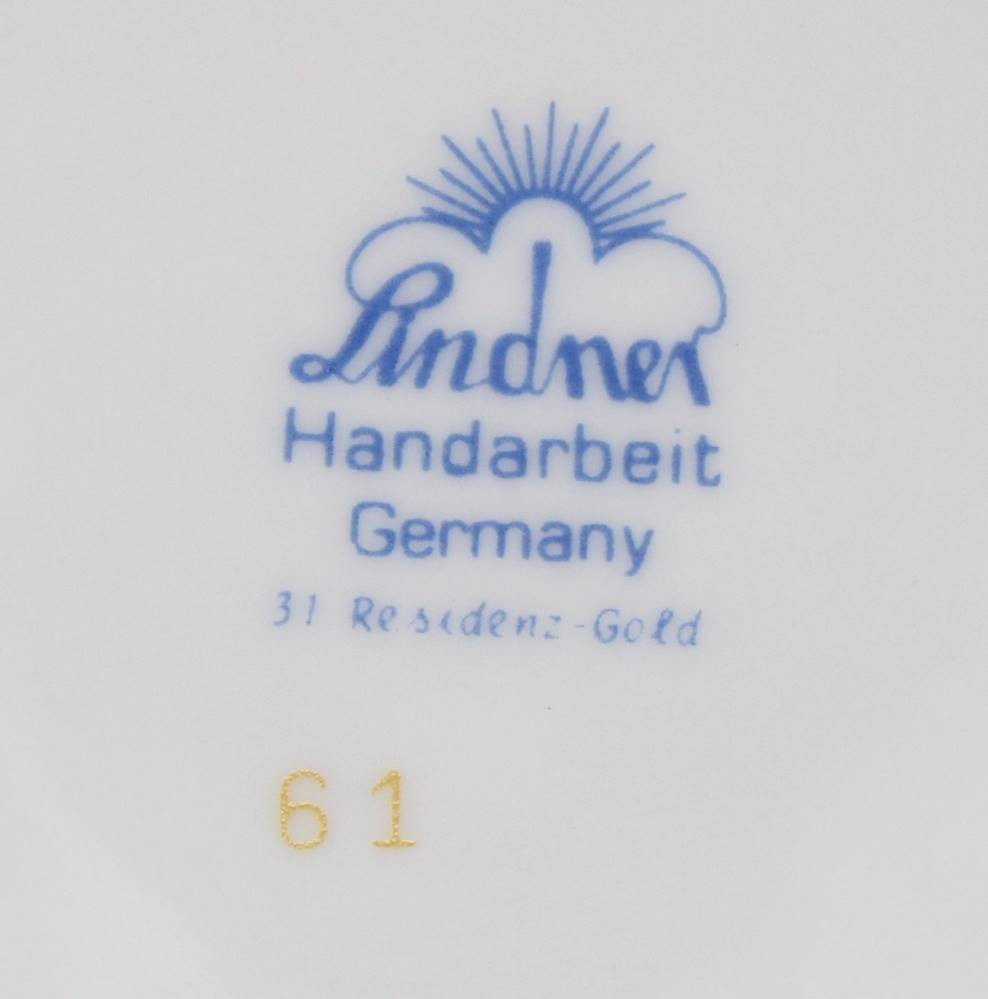 Lindner
Handarbeit
Germany
31 Residenz-Gold
61